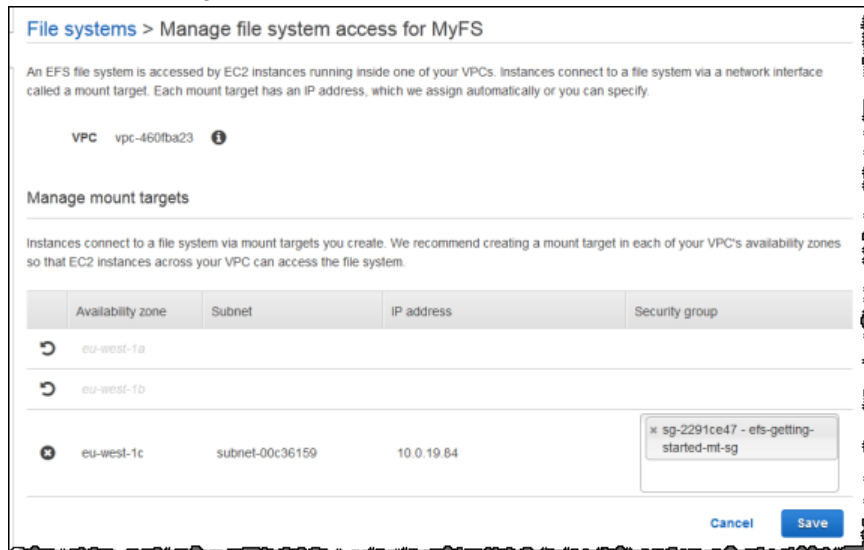 File systems > Manage file system access for MyFS
An EFS file system is accessed by EC2 instances running inside one of your VPCs. Instances connect to a file system via a network interface
called a mount target. Each mount target has an IP address, which we assign automatically or you can specify.
VPC vpc-460fba23
Manage mount targets
Instances connect to a file system via mount targets you create. We recommend creating a mount target in each of your VPC's availability zones
so that EC2 instances across your VPC can access the file system.
Availability zone Subnet IP address Security group
eu-west-1a
eu-west-1b
eu-west-1c subnet-00c36159 10.0.19.84 × sg-2291ce47 - efs-getting-
started-mt-sg
Cancel Save